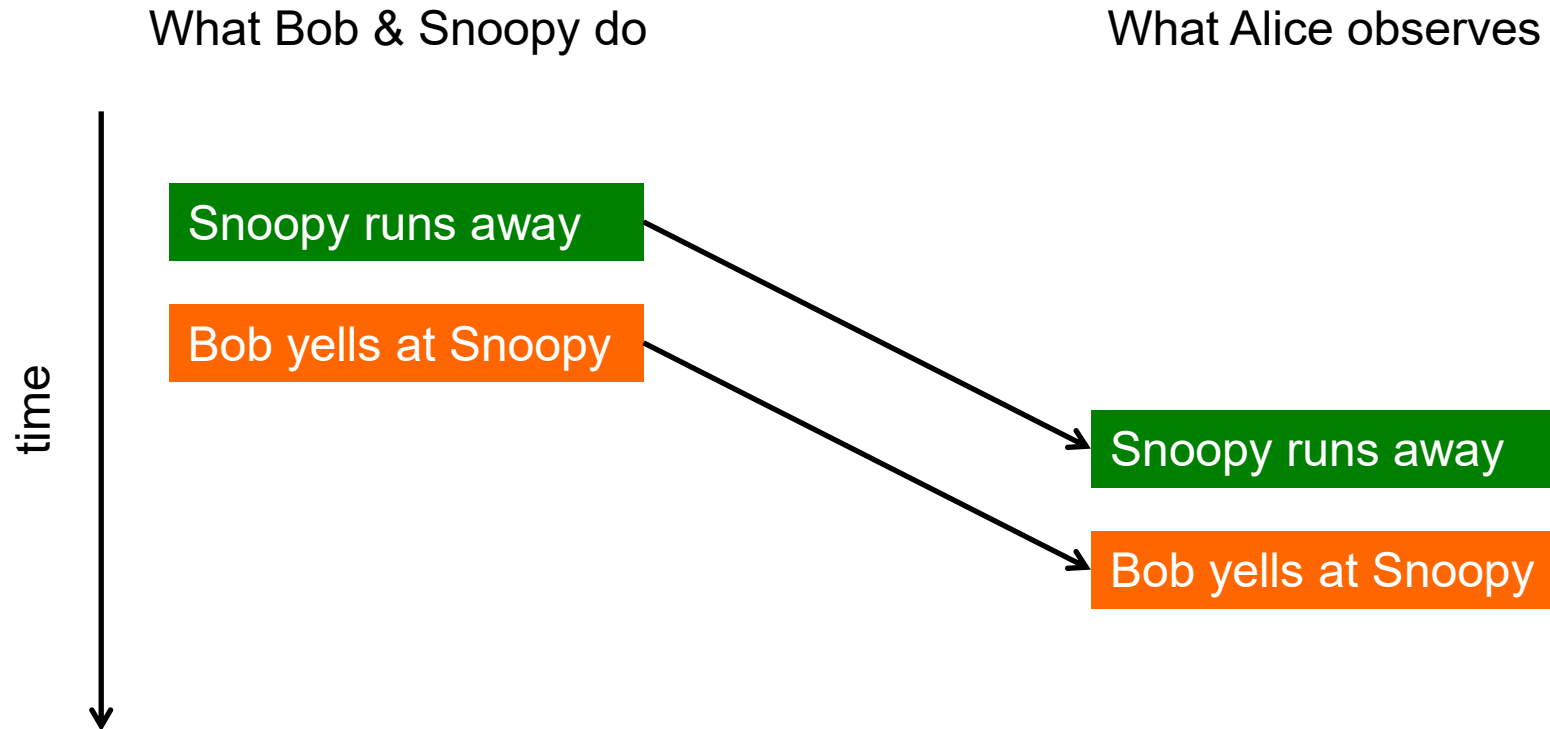 What Bob & Snoopy do
What Alice observes
time
Snoopy runs away
Bob yells at Snoopy
Snoopy runs away
Bob yells at Snoopy